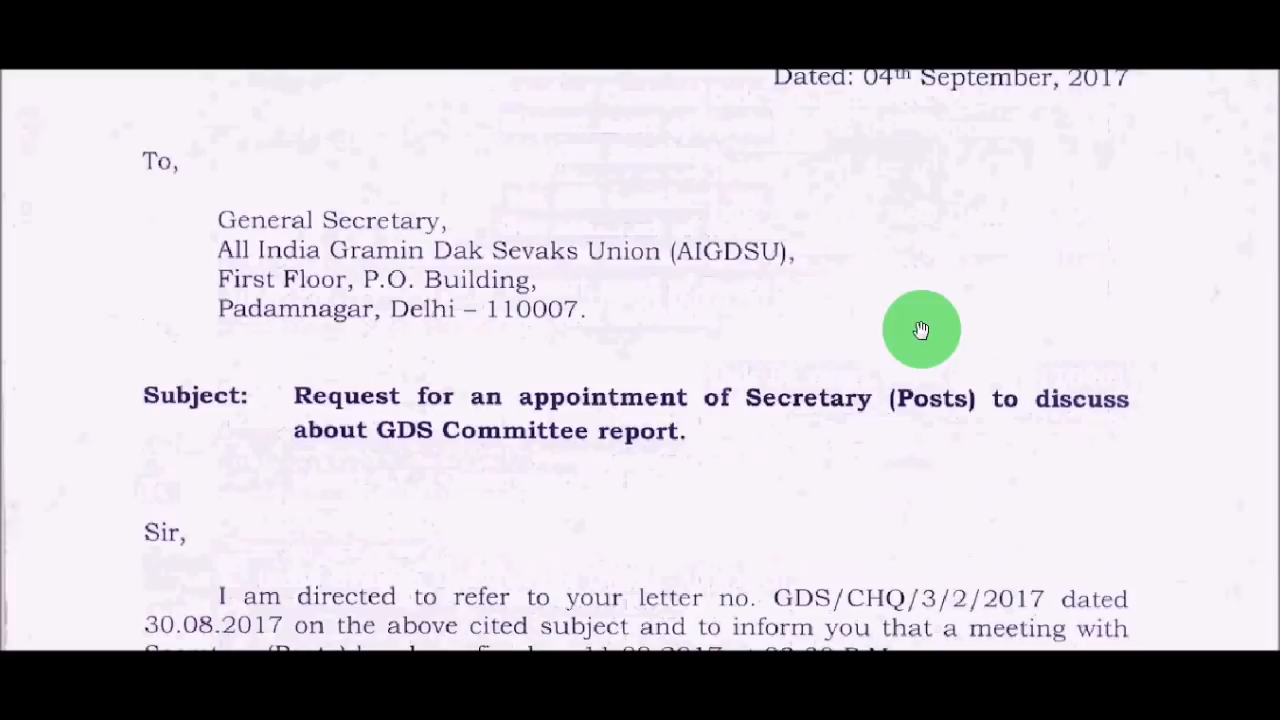 Dated: 04th September, 2017
To,
General Secretary,
All India Gramin Dak Sevaks Union (AIGDSU),
First Floor, P.O. Building,
Padamnagar, Delhi – 110007.
Subject: Request for an appointment of Secretary (Posts) to discuss
about GDS Committee report.
Sir,
I am directed to refer to your letter no. GDS/CHQ/3/2/2017 dated
30.08.2017 on the above cited subject and to inform you that a meeting with